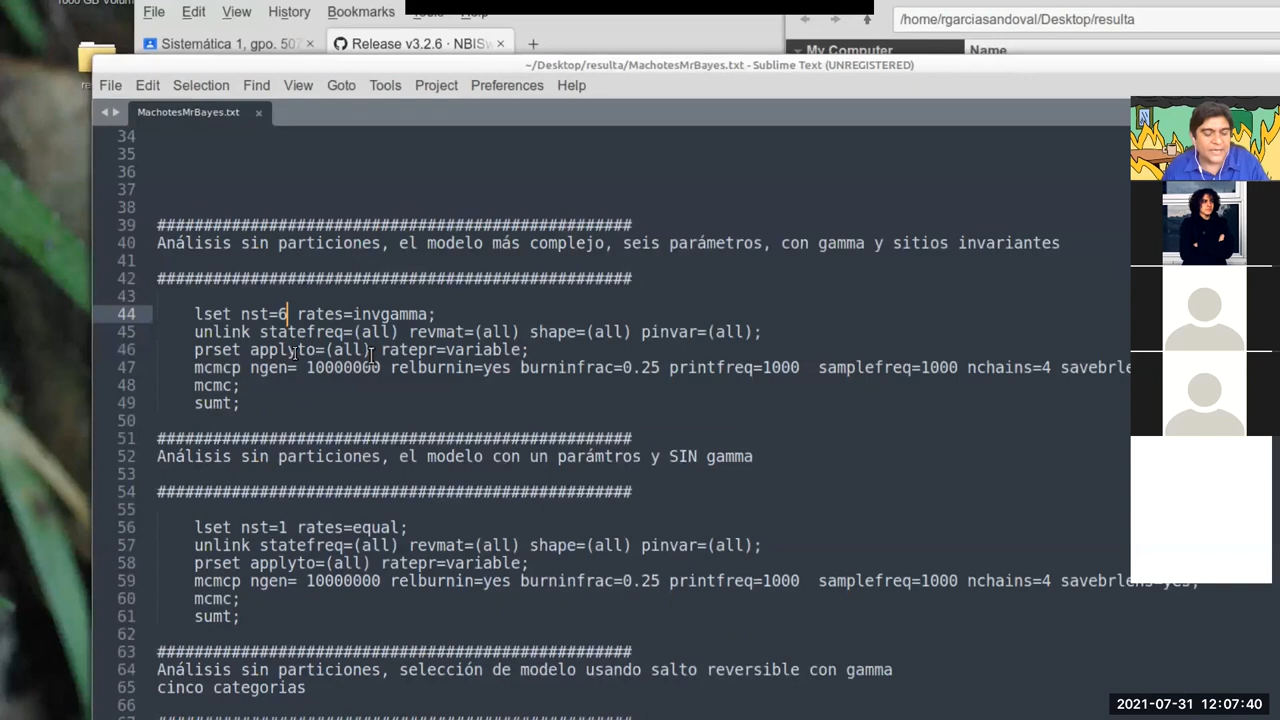 1000 GB Volum
File Edit View History Bookmarks Tools Help
/home/rgarciasandoval/Desktop/resulta
Sistemática 1, gpo. 507 ×
Release v3.2.6 · NBISw ×
My Computer
Name
~/Desktop/resulta/MachotesMrBayes.txt - Sublime Text (UNREGISTERED)
File Edit Selection Find View Goto Tools Project Preferences Help
MachotesMrBayes.txt ×
34
35
36
37
38
39 ###################################################
40 Análisis sin particiones, el modelo más complejo, seis parámetros, con gamma y sitios invariantes
41
42 ###################################################
43
44 lset nst=6 rates=invgamma;
45 unlink statefreq=(all) revmat=(all) shape=(all) pinvar=(all);
46 prset applyto=(all) ratepr=variable;
47 mcmcp ngen= 10000000 relburnin=yes burninfrac=0.25 printfreq=1000  samplefreq=1000 nchains=4 savebrle
48 mcmc;
49 sumt;
50
51 ###################################################
52 Análisis sin particiones, el modelo con un parámtros y SIN gamma
53
54 ###################################################
55
56 lset nst=1 rates=equal;
57 unlink statefreq=(all) revmat=(all) shape=(all) pinvar=(all);
58 prset applyto=(all) ratepr=variable;
59 mcmcp ngen= 10000000 relburnin=yes burninfrac=0.25 printfreq=1000  samplefreq=1000 nchains=4 savebrlens=yes;
60 mcmc;
61 sumt;
62
63 ###################################################
64 Análisis sin particiones, selección de modelo usando salto reversible con gamma
65 cinco categorias
66
2021-07-31 12:07:40